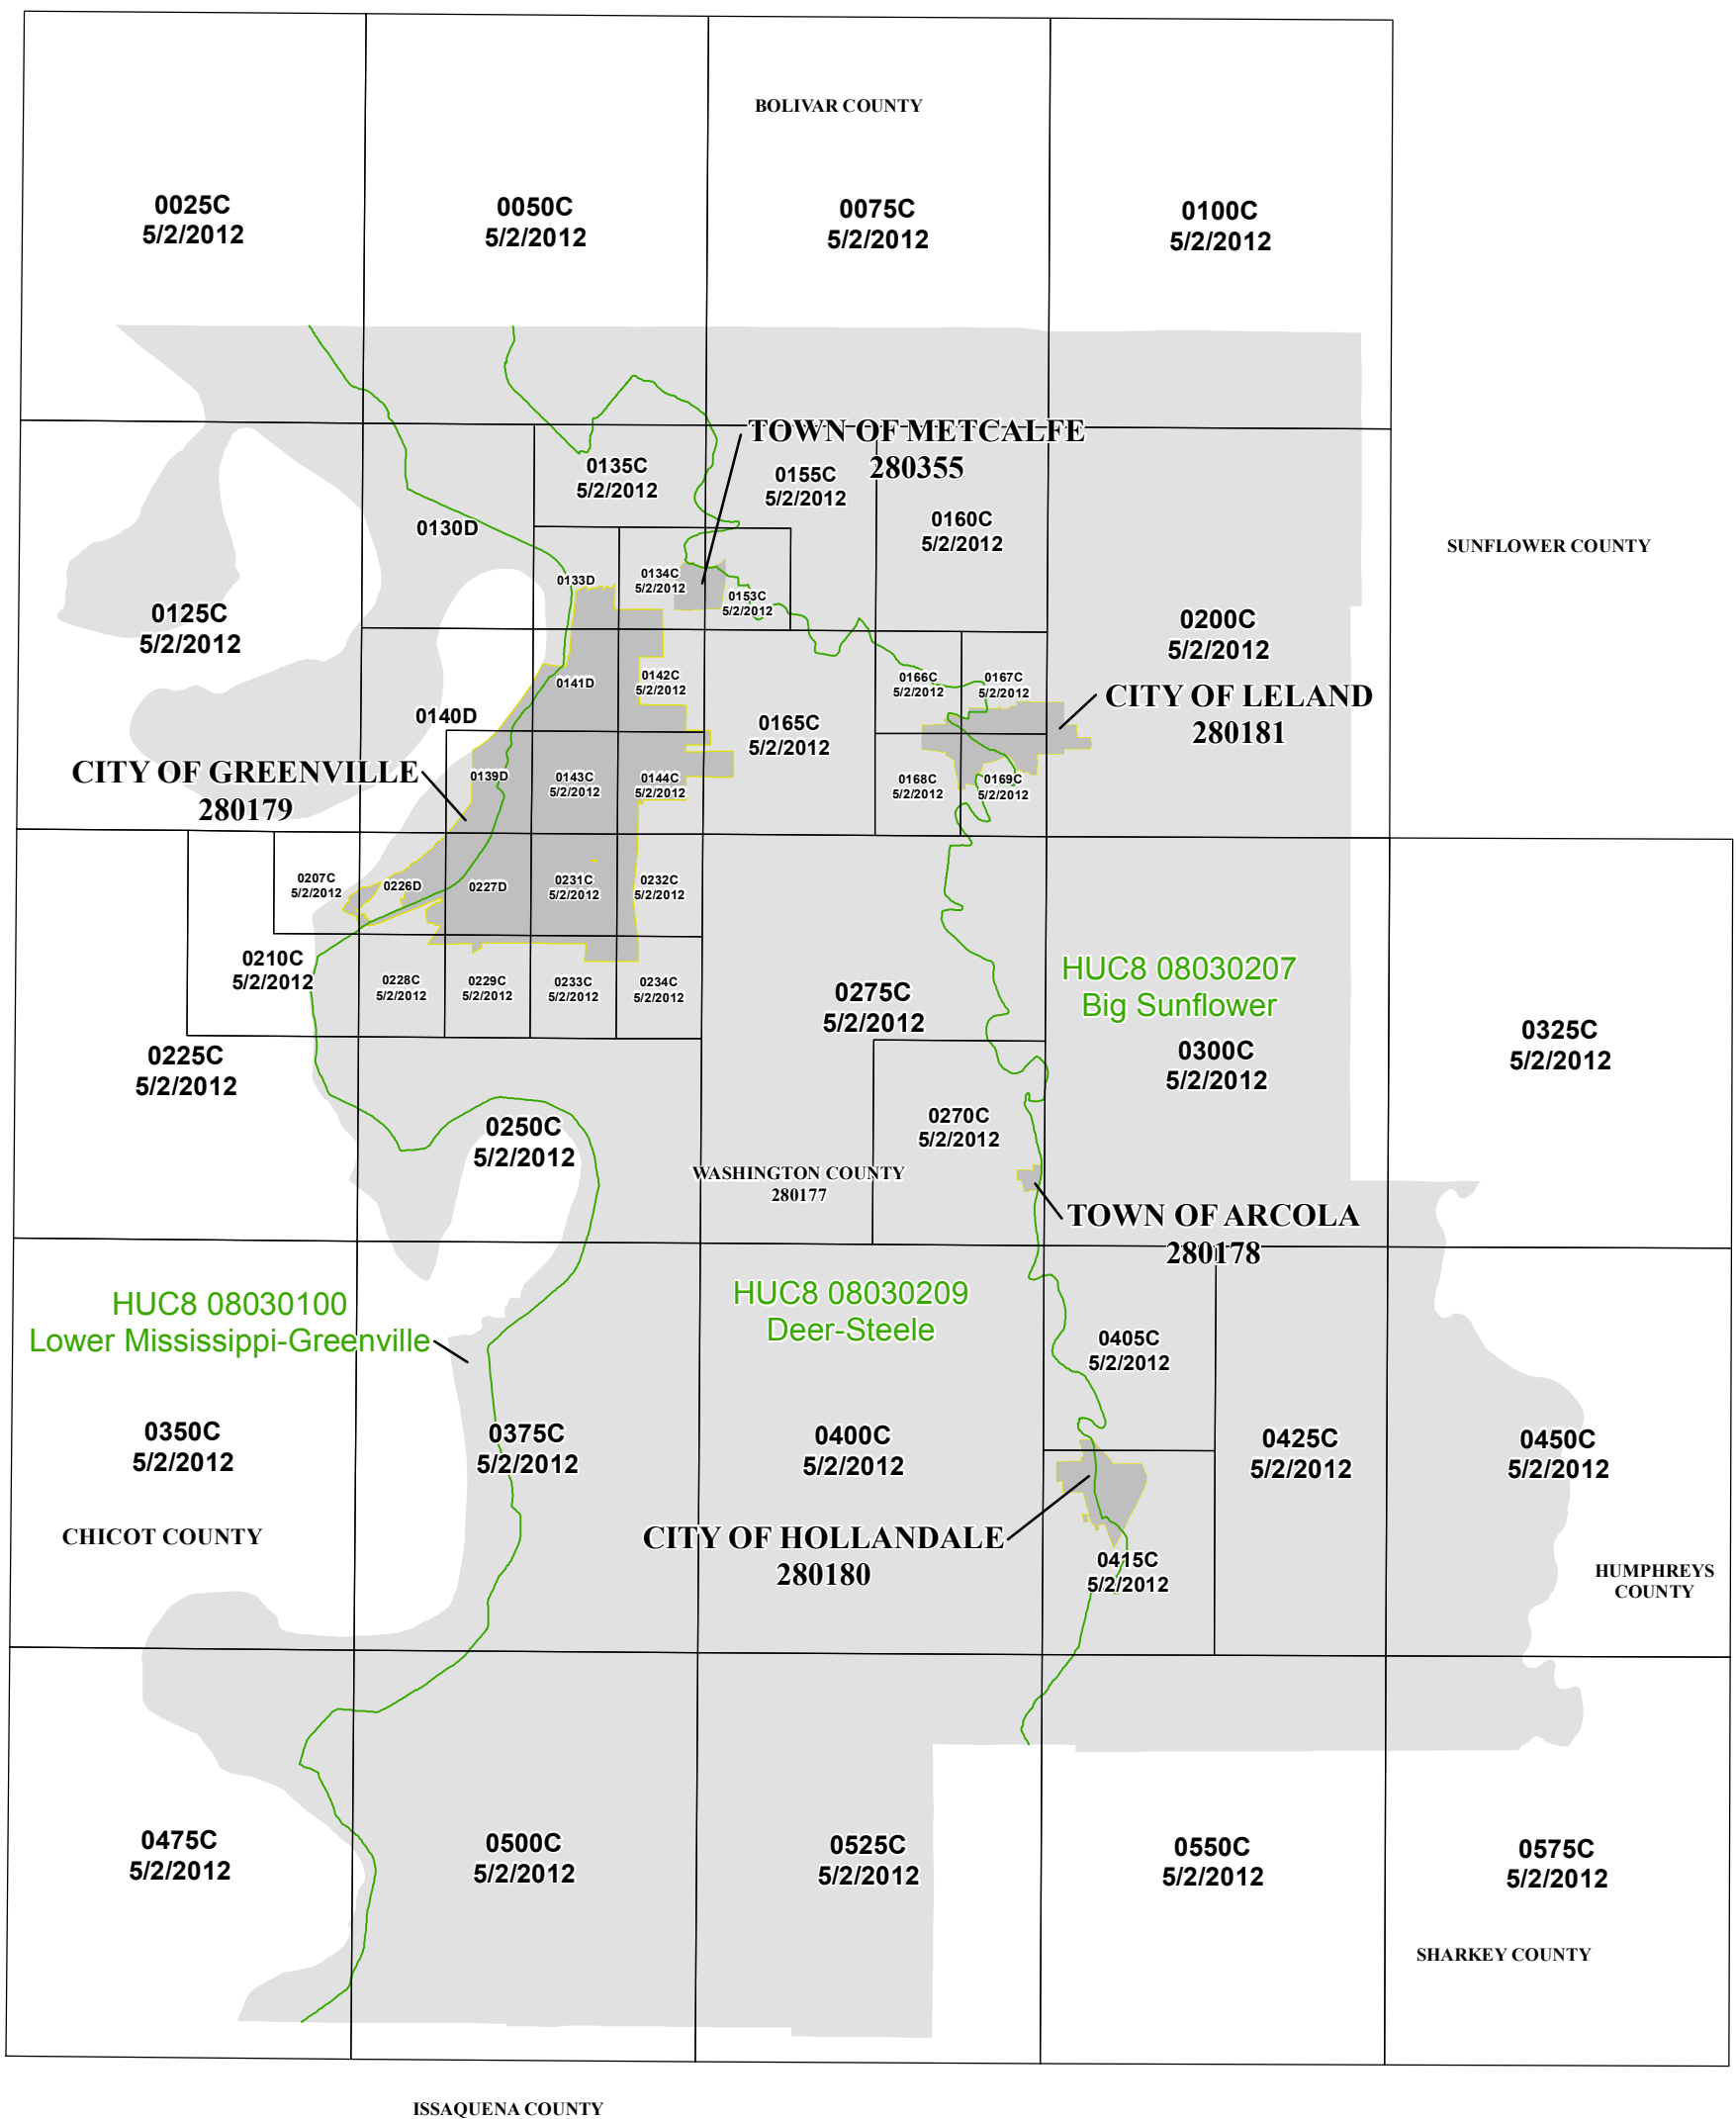 BOLIVAR COUNTY
0025C
5/2/2012
0050C
5/2/2012
0075C
5/2/2012
0100C
5/2/2012
TOWN OF METCALFE
280355
0135C
5/2/2012
0155C
5/2/2012
0130D
0160C
5/2/2012
SUNFLOWER COUNTY
0133D
0134C
5/2/2012
0153C
5/2/2012
0125C
5/2/2012
0200C
5/2/2012
0141D
0142C
5/2/2012
0166C
5/2/2012
0167C
5/2/2012
CITY OF LELAND
280181
0140D
0165C
5/2/2012
CITY OF GREENVILLE
280179
0139D
0143C
5/2/2012
0144C
5/2/2012
0168C
5/2/2012
0169C
5/2/2012
0207C
5/2/2012
0226D
0227D
0231C
5/2/2012
0232C
5/2/2012
0210C
5/2/2012
0228C
5/2/2012
0229C
5/2/2012
0233C
5/2/2012
0234C
5/2/2012
HUC8 08030207
Big Sunflower
0275C
5/2/2012
0225C
5/2/2012
0300C
5/2/2012
0325C
5/2/2012
0250C
5/2/2012
0270C
5/2/2012
WASHINGTON COUNTY
280177
TOWN OF ARCOLA
280178
HUC8 08030100
Lower Mississippi-Greenville
HUC8 08030209
Deer-Steele
0405C
5/2/2012
0350C
5/2/2012
0375C
5/2/2012
0400C
5/2/2012
0425C
5/2/2012
0450C
5/2/2012
CHICOT COUNTY
CITY OF HOLLANDALE
280180
0415C
5/2/2012
HUMPHREYS
COUNTY
0475C
5/2/2012
0500C
5/2/2012
0525C
5/2/2012
0550C
5/2/2012
0575C
5/2/2012
SHARKEY COUNTY
ISSAQUENA COUNTY